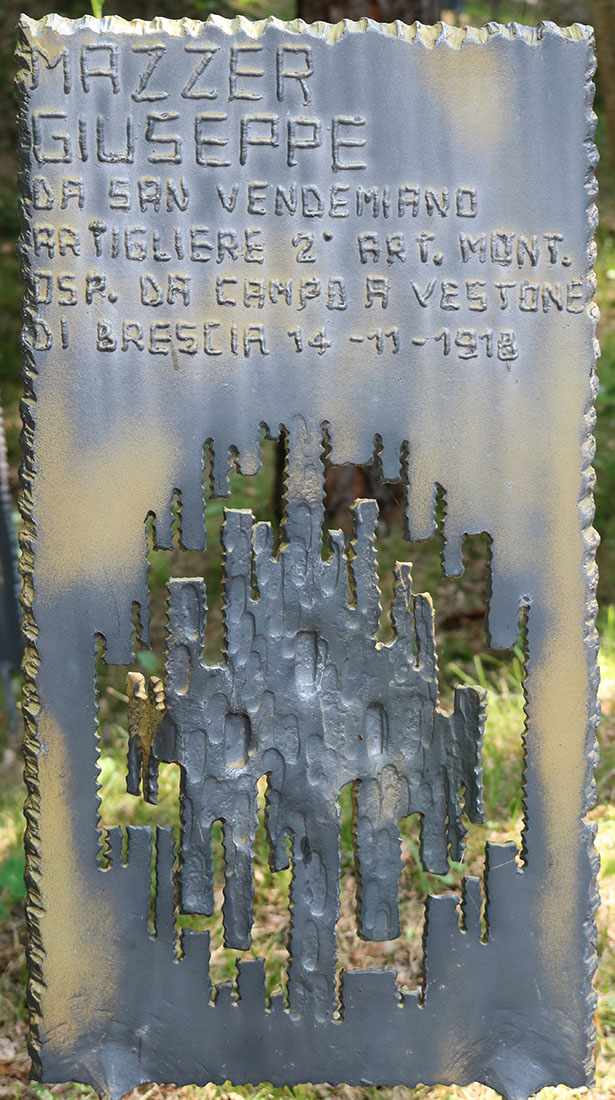 MAZZER
GIUSEPPE
DA SAN VENDEMIANO
ARTIGLIERE 2° ART. MONT.
OSP. DA CAMPO A VESTONE
DI BRESCIA 14-11-1918